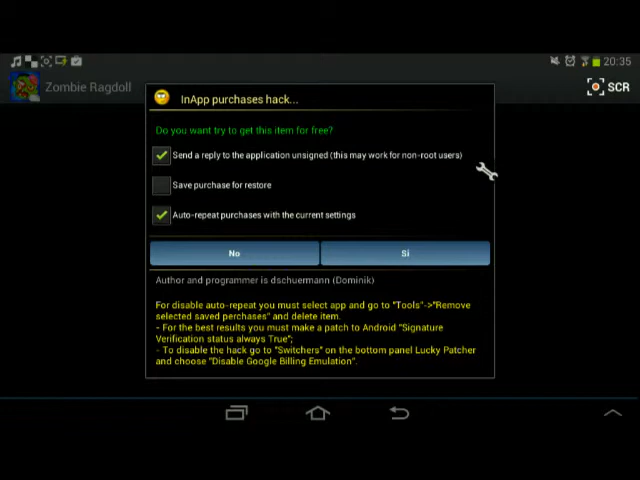 20:35
Zombie Ragdoll
SCR
InApp purchases hack...
Do you want try to get this item for free?
Send a reply to the application unsigned (this may work for non-root users)
Save purchase for restore
Auto-repeat purchases with the current settings
No
Sí
Author and programmer is dschuermann (Dominik)
For disable auto-repeat you must select app and go to "Tools"->"Remove
selected saved perchases" and delete item.
- For the best results you must make a patch to Android "Signature
Verification status always True";
- To disable the hack go to "Switchers" on the bottom panel Lucky Patcher
and choose "Disable Google Billing Emulation".